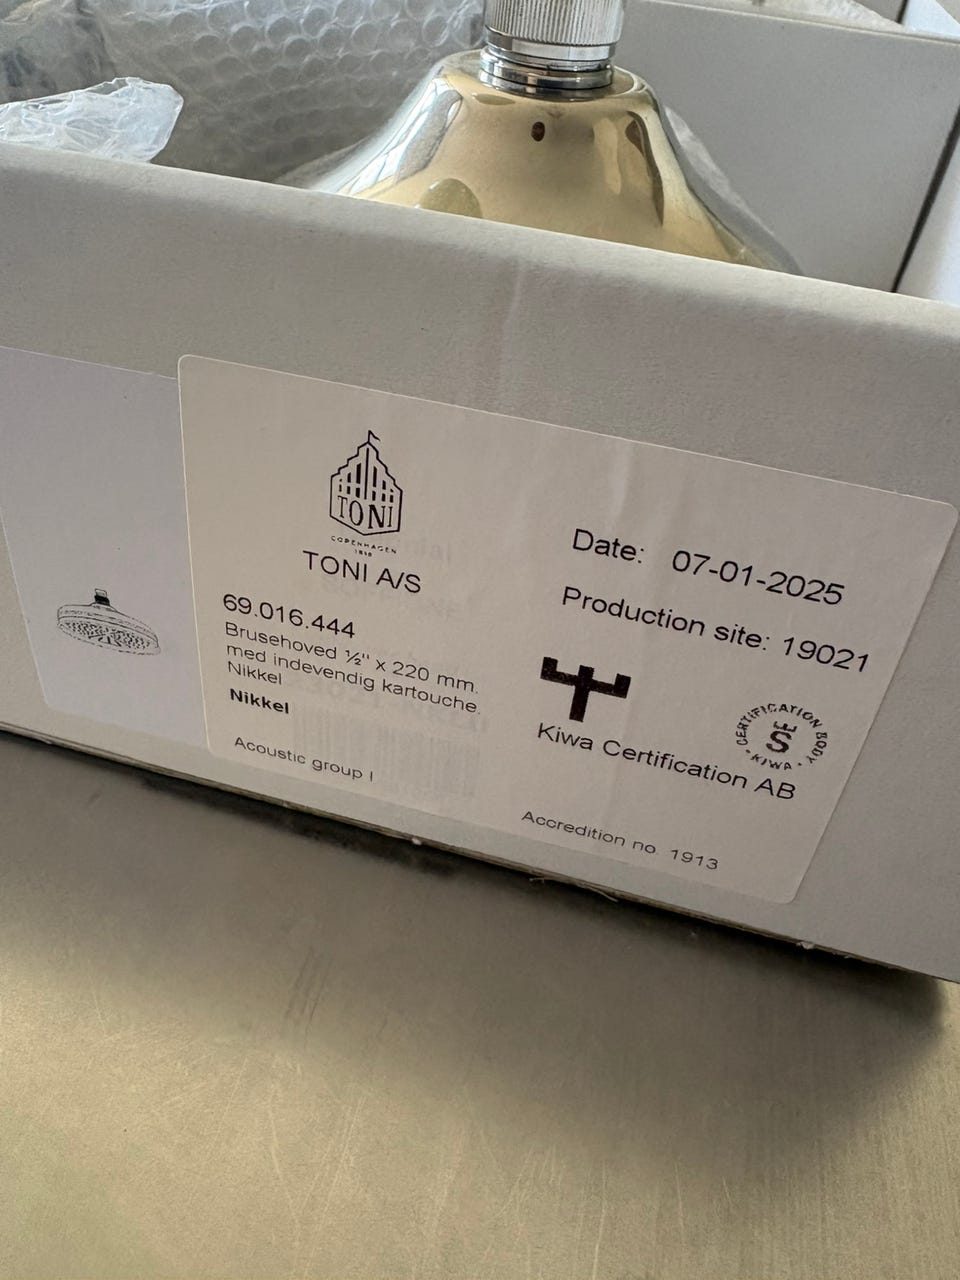 TONI
COPENHAGEN
TONI A/S
69.016.444
Brusehoved ½" x 220 mm.
med indevendig kartouche.
Nikkel
Nikkel
Acoustic group I
Date: 07-01-2025
Production site: 19021
Kiwa Certification AB
CERTIFICATION BODY
S
• KIWA •
Accredition no. 1913